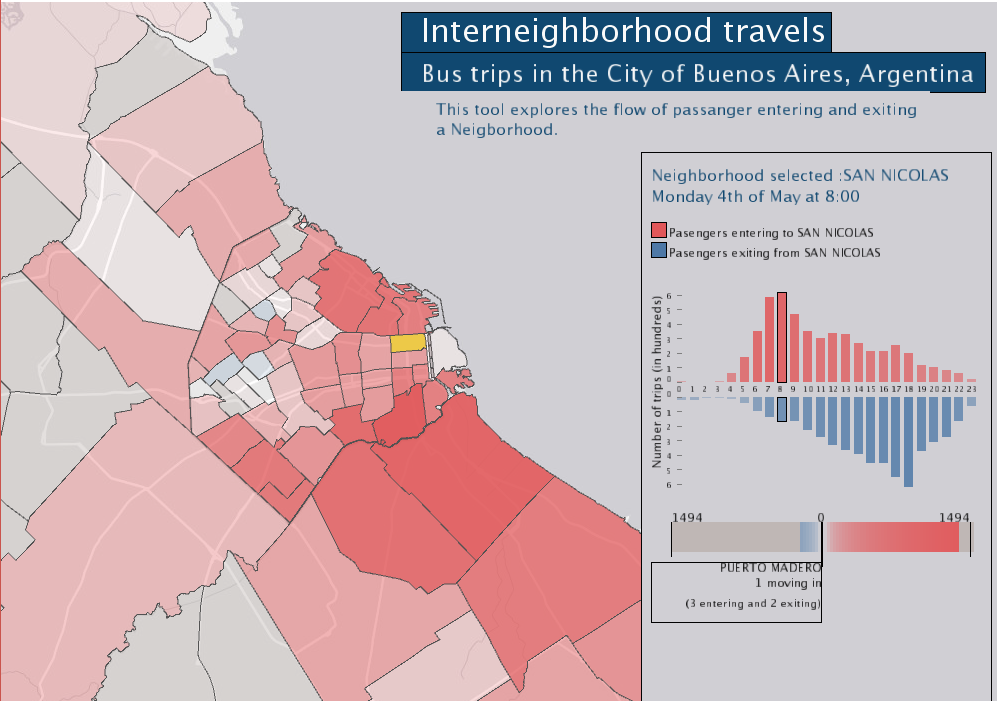 Interneighborhood travels
Bus trips in the City of Buenos Aires, Argentina
This tool explores the flow of passanger entering and exiting
a Neigborhood.
Neighborhood selected :SAN NICOLAS
Monday 4th of May at 8:00
Pasengers entering to SAN NICOLAS
Pasengers exiting from SAN NICOLAS
Number of trips (in hundreds)
6
5
4
3
2
1
0
0 1 2 3 4 5 6 7 8 9 10 11 12 13 14 15 16 17 18 19 20 21 22 23
0
1
2
3
4
5
6
1494 0 1494
PUERTO MADERO
1 moving in
(3 entering and 2 exiting)